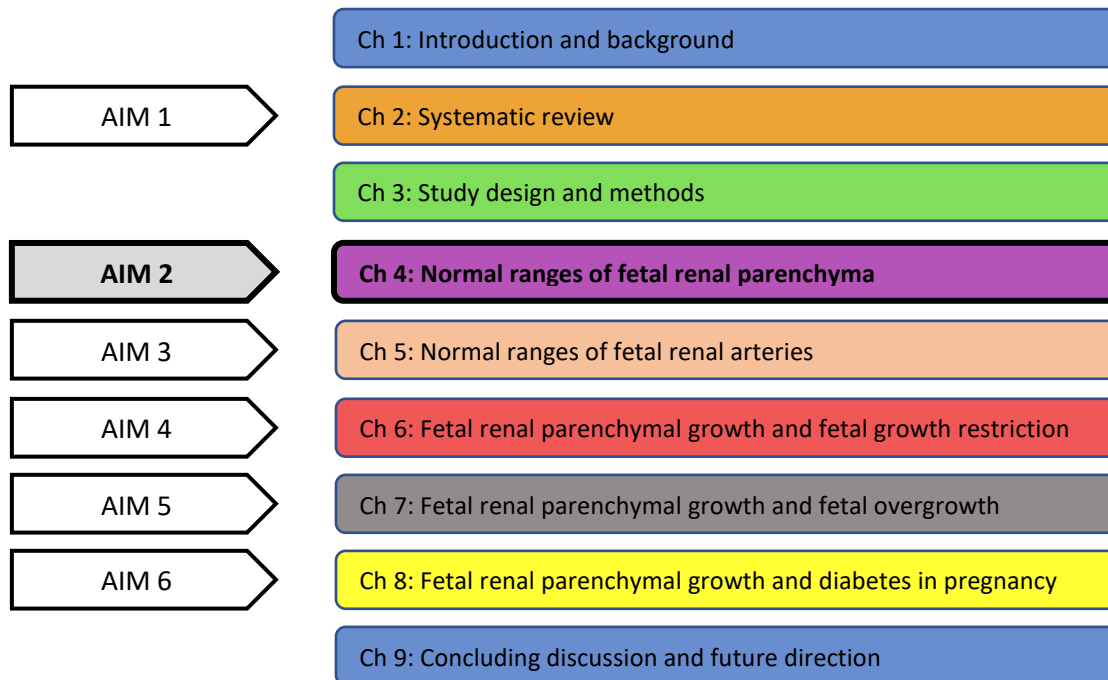 Ch 1: Introduction and background
AIM 1
Ch 2: Systematic review
Ch 3: Study design and methods
AIM 2
Ch 4: Normal ranges of fetal renal parenchyma
AIM 3
Ch 5: Normal ranges of fetal renal arteries
AIM 4
Ch 6: Fetal renal parenchymal growth and fetal growth restriction
AIM 5
Ch 7: Fetal renal parenchymal growth and fetal overgrowth
AIM 6
Ch 8: Fetal renal parenchymal growth and diabetes in pregnancy
Ch 9: Concluding discussion and future direction